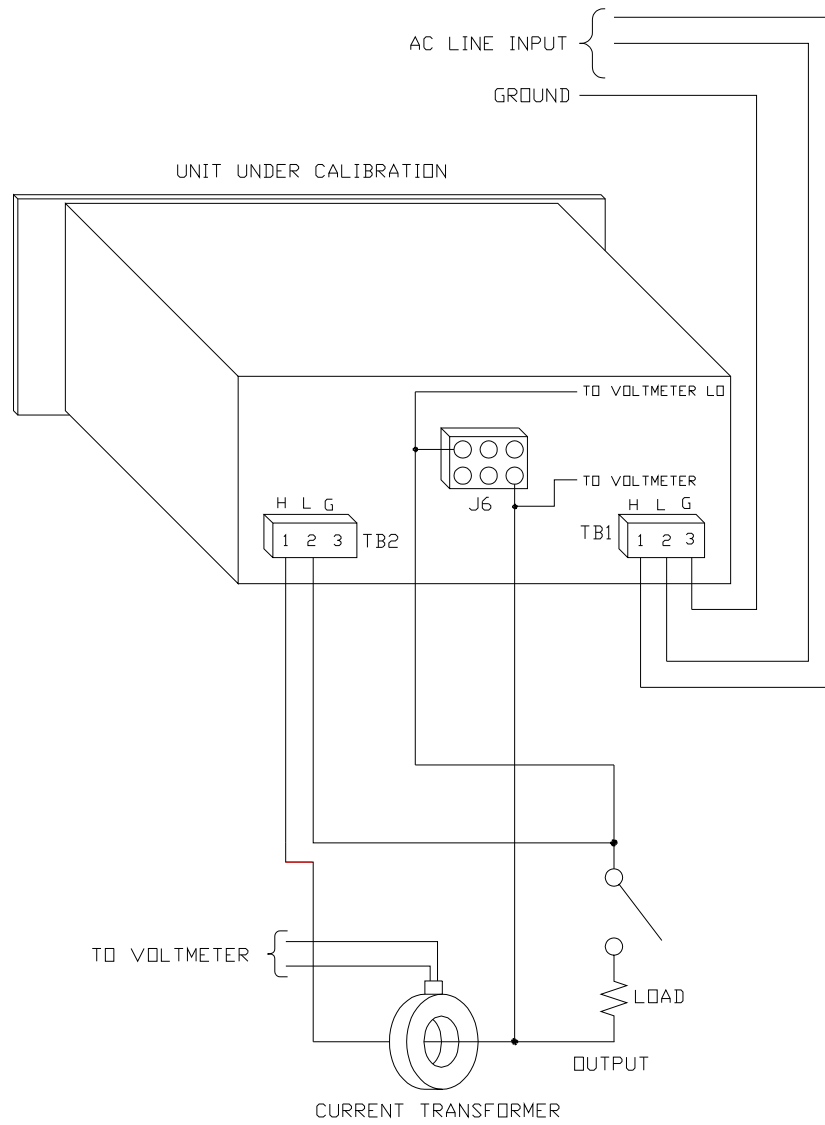 AC LINE INPUT
GROUND
UNIT UNDER CALIBRATION
TO VOLTMETER LO
J6
TO VOLTMETER
H L G
1 2 3
TB2
H L G
TB1
1 2 3
TO VOLTMETER
LOAD
OUTPUT
CURRENT TRANSFORMER